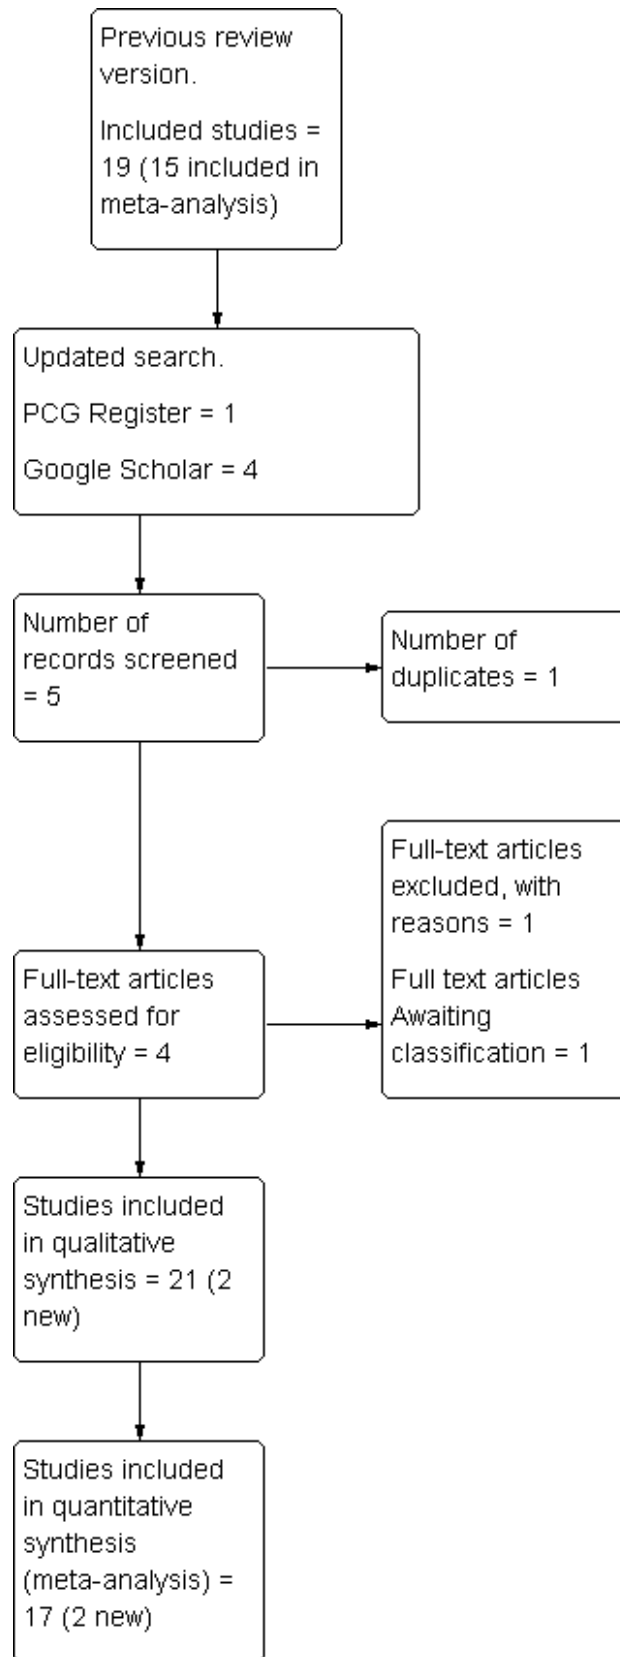 Previous review
version.
Included studies =
19 (15 included in
meta-analysis)
Updated search.
PCG Register = 1
Google Scholar = 4
Number of
records screened
= 5
Number of
duplicates = 1
Full-text articles
excluded, with
reasons = 1
Full text articles
Awaiting
classification = 1
Full-text articles
assessed for
eligibility = 4
Studies included
in qualitative
synthesis = 21 (2
new)
Studies included
in quantitative
synthesis
(meta-analysis) =
17 (2 new)